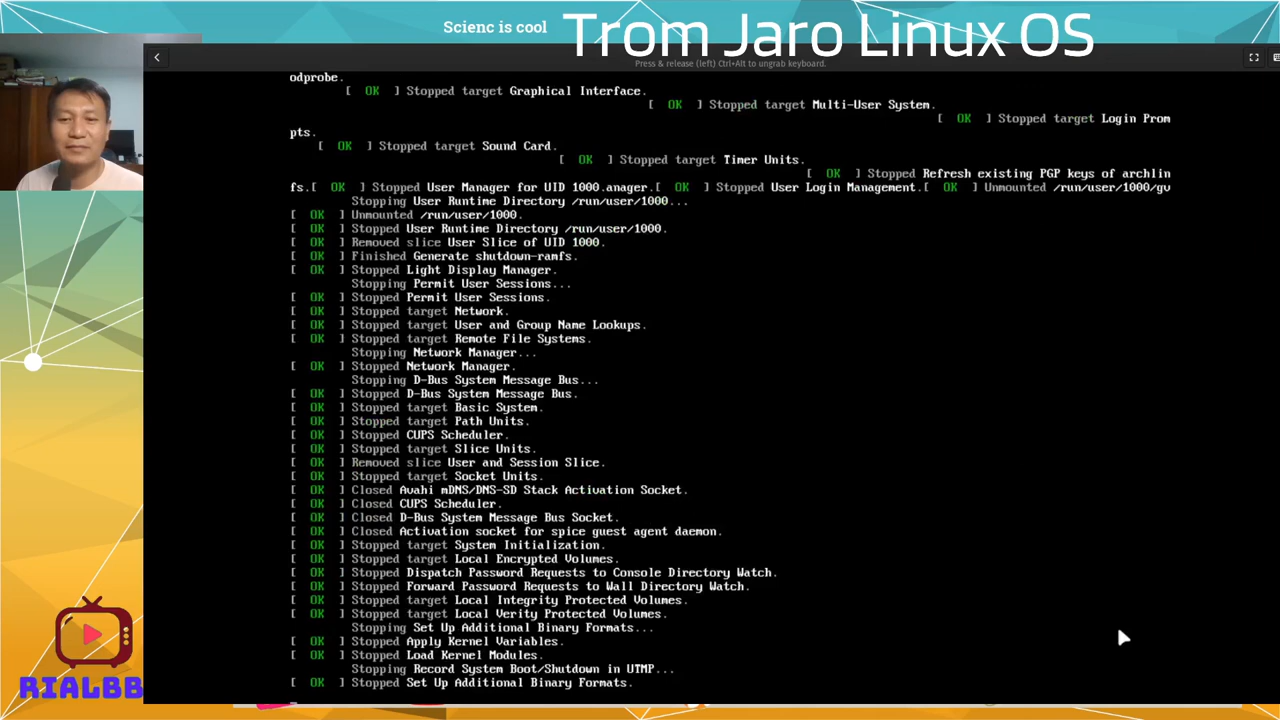 Scienc is cool
Trom Jaro Linux OS
Press & release (left) Ctrl+Alt to ungrab keyboard.
odprobe.
[ OK ] Stopped target Graphical Interface.
[ OK ] Stopped target Multi-User System.
[ OK ] Stopped target Login Prom
pts.
[ OK ] Stopped target Sound Card.
[ OK ] Stopped target Timer Units.
[ OK ] Stopped Refresh existing PGP keys of archlin
fs.[ OK ] Stopped User Manager for UID 1000.anager.[ OK ] Stopped User Login Management.[ OK ] Unmounted /run/user/1000/gv
Stopping User Runtime Directory /run/user/1000...
[ OK ] Unmounted /run/user/1000.
[ OK ] Stopped User Runtime Directory /run/user/1000.
[ OK ] Removed slice User Slice of UID 1000.
[ OK ] Finished Generate shutdown-ramfs.
[ OK ] Stopped Light Display Manager.
Stopping Permit User Sessions...
[ OK ] Stopped Permit User Sessions.
[ OK ] Stopped target Network.
[ OK ] Stopped target User and Group Name Lookups.
[ OK ] Stopped target Remote File Systems.
Stopping Network Manager...
[ OK ] Stopped Network Manager.
Stopping D-Bus System Message Bus...
[ OK ] Stopped D-Bus System Message Bus.
[ OK ] Stopped target Basic System.
[ OK ] Stopped target Path Units.
[ OK ] Stopped CUPS Scheduler.
[ OK ] Stopped target Slice Units.
[ OK ] Removed slice User and Session Slice.
[ OK ] Stopped target Socket Units.
[ OK ] Closed Avahi mDNS/DNS-SD Stack Activation Socket.
[ OK ] Closed CUPS Scheduler.
[ OK ] Closed D-Bus System Message Bus Socket.
[ OK ] Closed Activation socket for spice guest agent daemon.
[ OK ] Stopped target System Initialization.
[ OK ] Stopped target Local Encrypted Volumes.
[ OK ] Stopped Dispatch Password Requests to Console Directory Watch.
[ OK ] Stopped Forward Password Requests to Wall Directory Watch.
[ OK ] Stopped target Local Integrity Protected Volumes.
[ OK ] Stopped target Local Verity Protected Volumes.
Stopping Set Up Additional Binary Formats...
[ OK ] Stopped Apply Kernel Variables.
[ OK ] Stopped Load Kernel Modules.
Stopping Record System Boot/Shutdown in UTMP...
[ OK ] Stopped Set Up Additional Binary Formats.
RIALBB